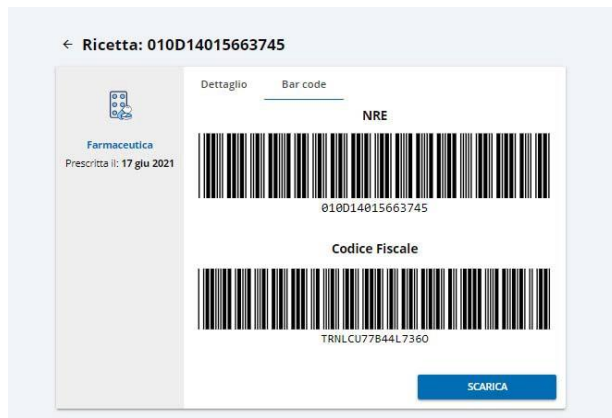 ← Ricetta: 010D14015663745
Dettaglio Bar code
Farmaceutica
Prescritta il: 17 giu 2021
NRE
010D14015663745
Codice Fiscale
TRNLCU77B44L736O
SCARICA